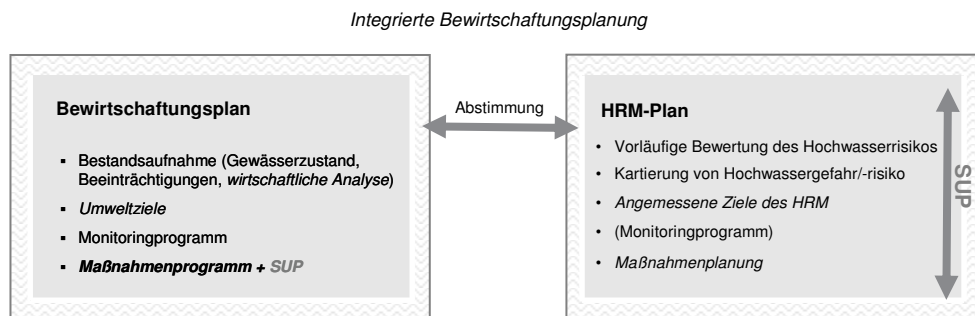 Integrierte Bewirtschaftungsplanung
Bewirtschaftungsplan
▪ Bestandsaufnahme (Gewässerzustand,
Beeinträchtigungen, wirtschaftliche Analyse)
▪ Umweltziele
▪ Monitoringprogramm
▪ Maßnahmenprogramm + SUP
Abstimmung
HRM-Plan
• Vorläufige Bewertung des Hochwasserrisikos
• Kartierung von Hochwassergefahr/-risiko
• Angemessene Ziele des HRM
• (Monitoringprogramm)
• Maßnahmenplanung
SUP